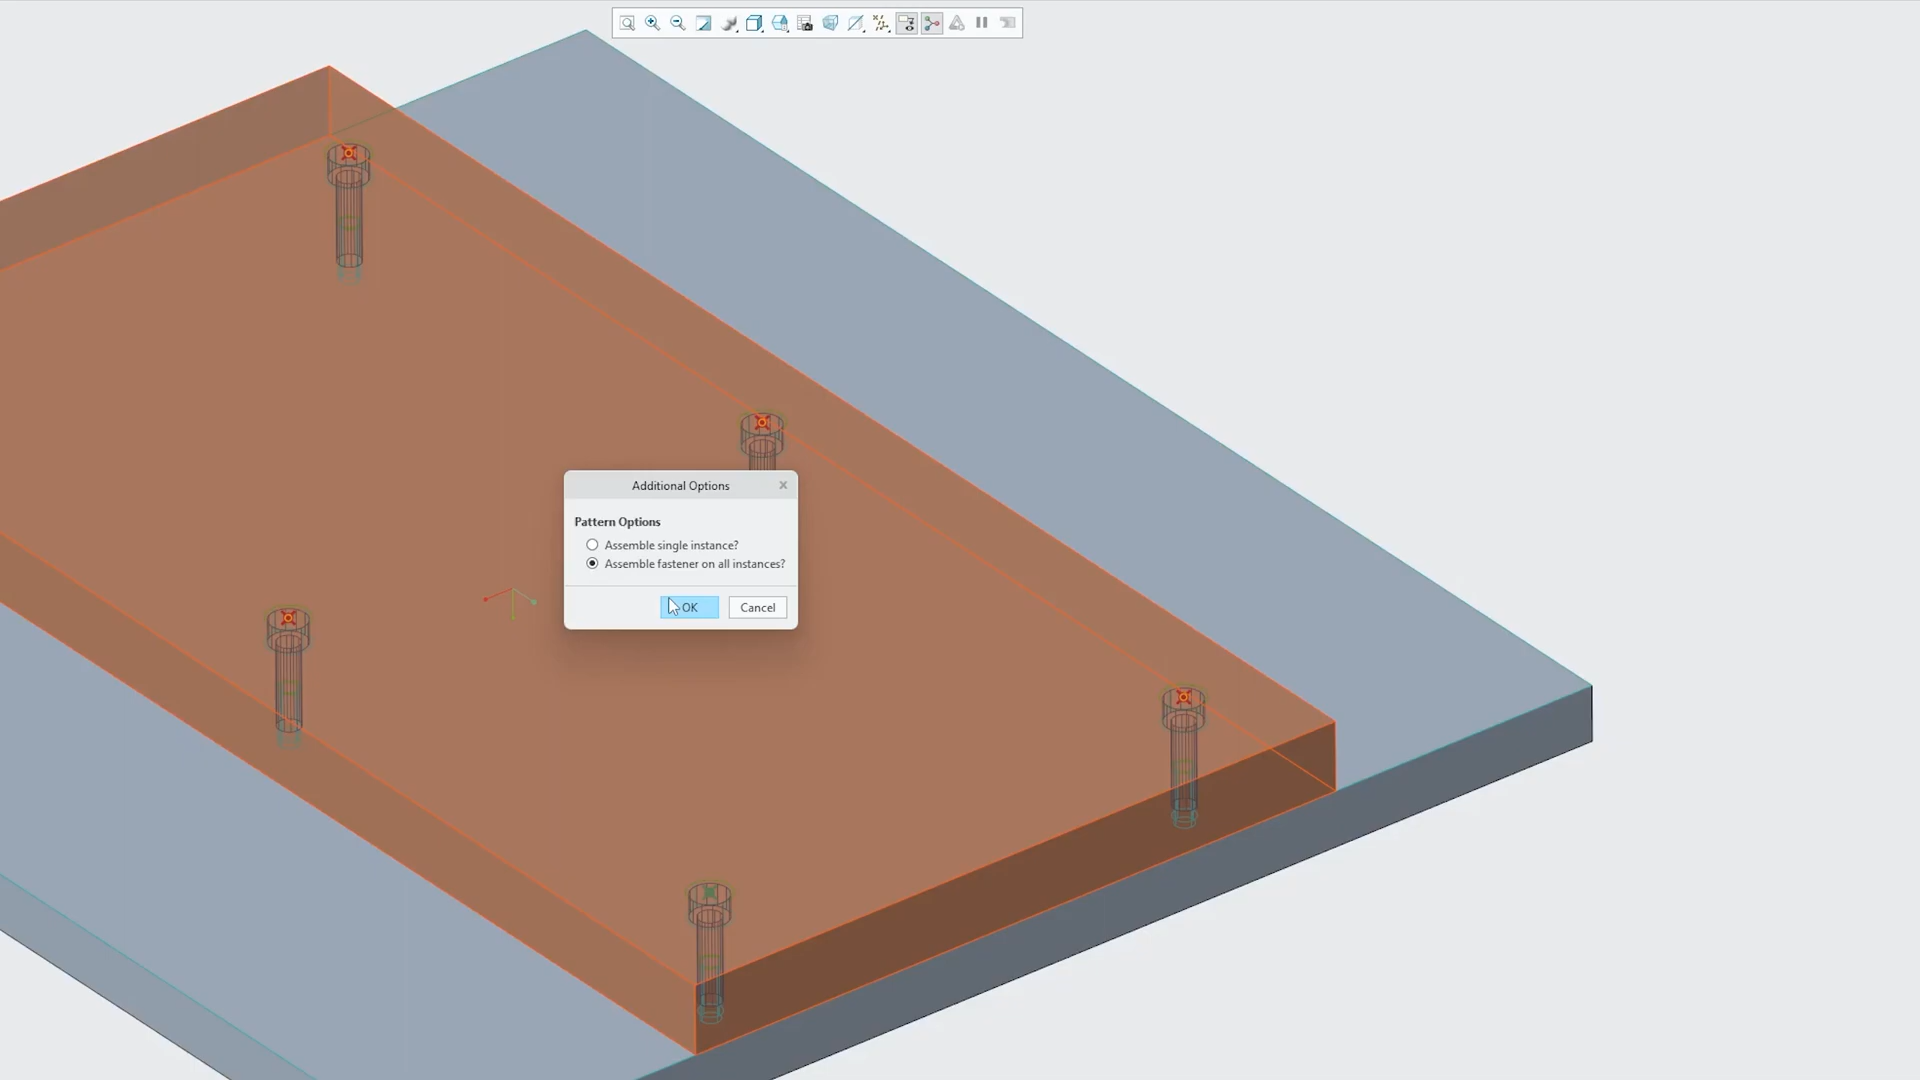 Additional Options
Pattern Options
Assemble single instance?
Assemble fastener on all instances?
OK
Cancel